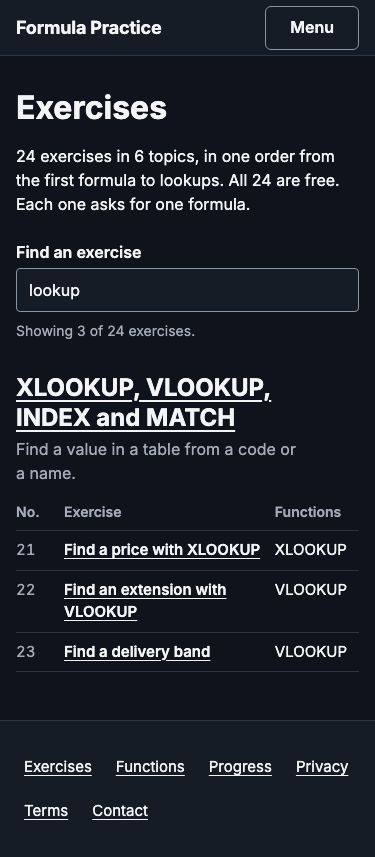 Formula Practice
Menu
Exercises
24 exercises in 6 topics, in one order from
the first formula to lookups. All 24 are free.
Each one asks for one formula.
Find an exercise
lookup
Showing 3 of 24 exercises.
XLOOKUP, VLOOKUP,
INDEX and MATCH
Find a value in a table from a code or
a name.
No. Exercise Functions
21 Find a price with XLOOKUP XLOOKUP
22 Find an extension with VLOOKUP
VLOOKUP
23 Find a delivery band VLOOKUP
Exercises Functions Progress Privacy
Terms Contact